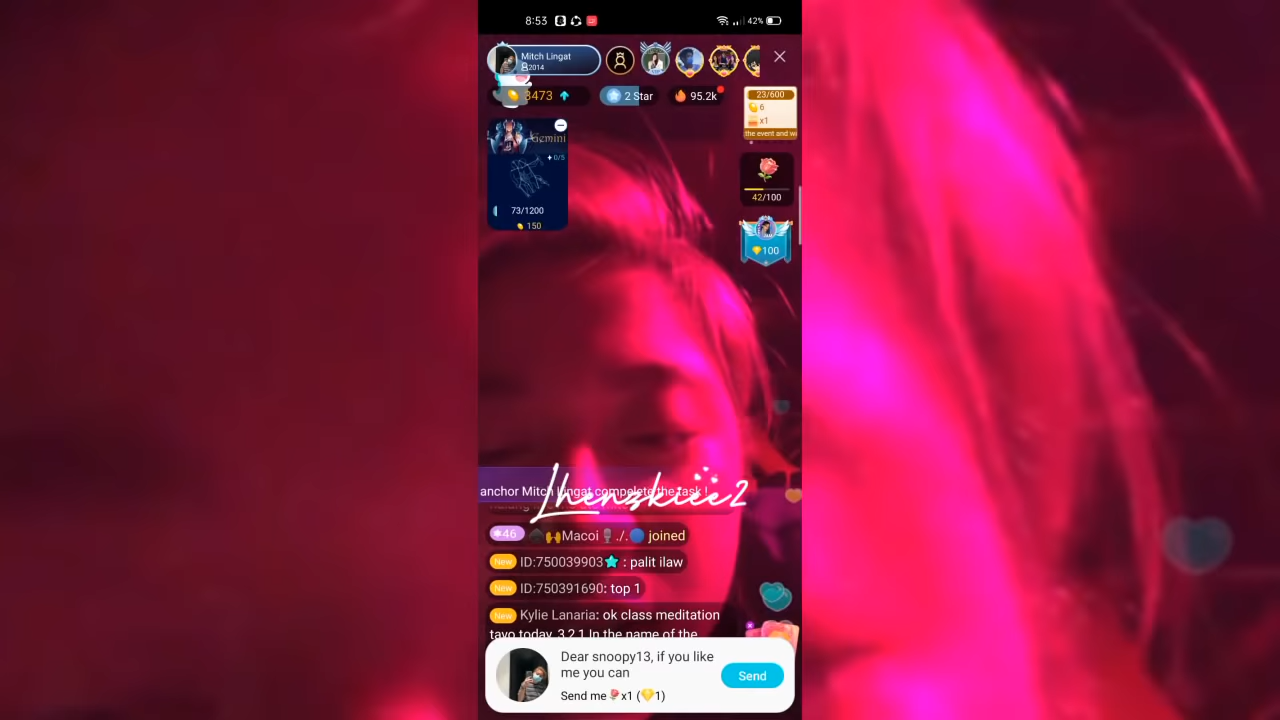 8:53
42%
Mitch Lingat
2014
3473
2 Star
95.2k
23/600
6
x1
the event and w
Gemini
0/5
73/1200
150
42/100
100
anchor Mitch Lingat compelete the task !
Lhenskiee2
46
Macoi ./. joined
New ID:750039903 : palit ilaw
New ID:750391690: top 1
New Kylie Lanaria: ok class meditation
tayo today, 3,2,1 In the name of the
Dear snoopy13, if you like
me you can
Send me x1 ( 1)
Send